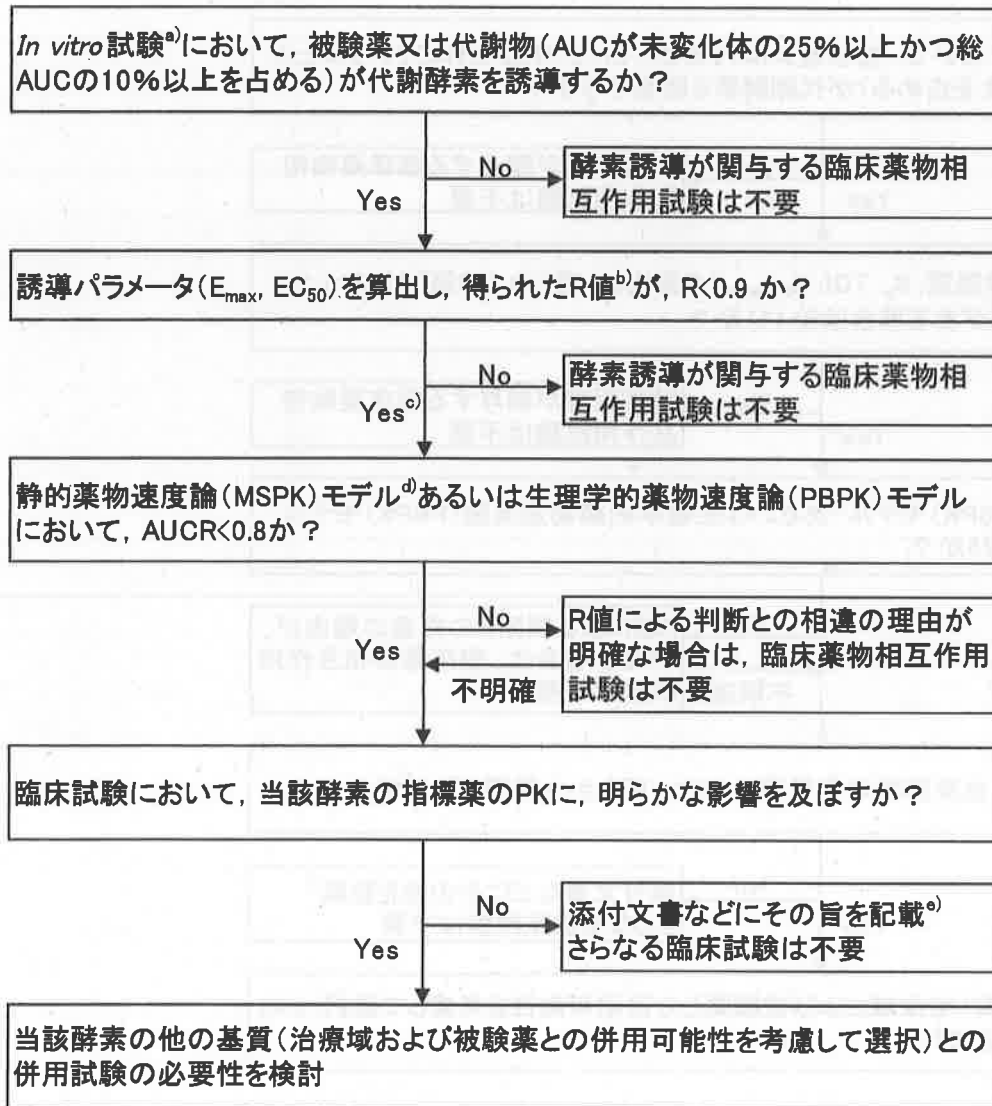 In vitro試験a)において，被験薬又は代謝物（AUCが未変化体の25%以上かつ総
AUCの10%以上を占める）が代謝酵素を誘導するか？
No
酵素誘導が関与する臨床薬物相
互作用試験は不要
Yes
誘導パラメータ(Emax, EC50)を算出し，得られたR値b)が，R<0.9 か？
No
酵素誘導が関与する臨床薬物相
互作用試験は不要
Yesc)
静的薬物速度論(MSPK)モデルd)あるいは生理学的薬物速度論(PBPK)モデル
において，AUCR<0.8か？
No
R値による判断との相違の理由が
明確な場合は，臨床薬物相互作用
試験は不要
Yes
不明確
臨床試験において，当該酵素の指標薬のPKに，明らかな影響を及ぼすか？
No
添付文書などにその旨を記載e)
さらなる臨床試験は不要
Yes
当該酵素の他の基質（治療域および被験薬との併用可能性を考慮して選択）との
併用試験の必要性を検討